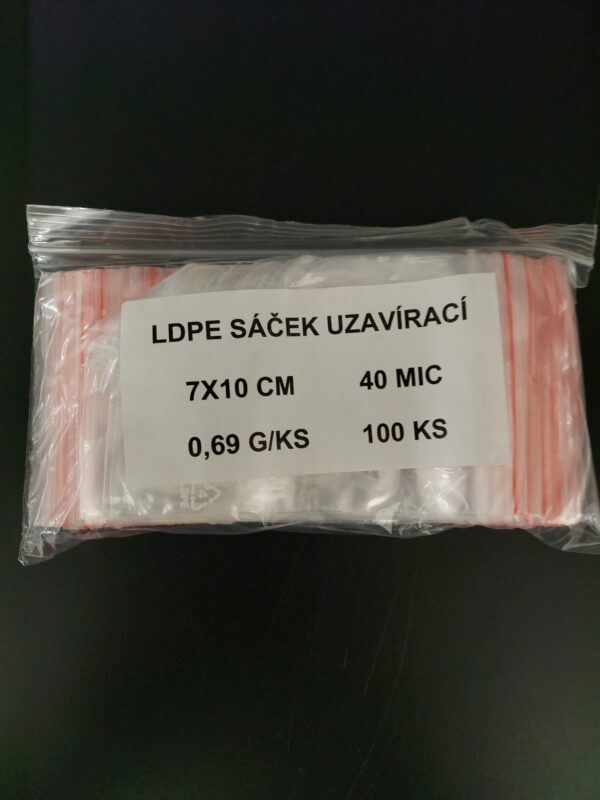 LDPE SÁČEK UZAVÍRACÍ
7X10 CM 40 MIC
0,69 G/KS 100 KS